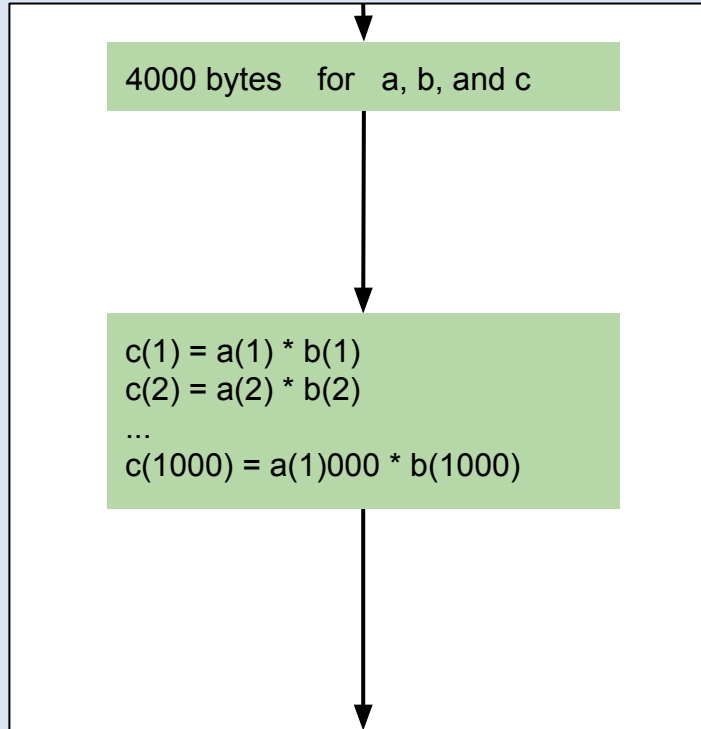 4000 bytes    for   a, b, and c
c(1) = a(1) * b(1)
c(2) = a(2) * b(2)
...
c(1000) = a(1)000 * b(1000)